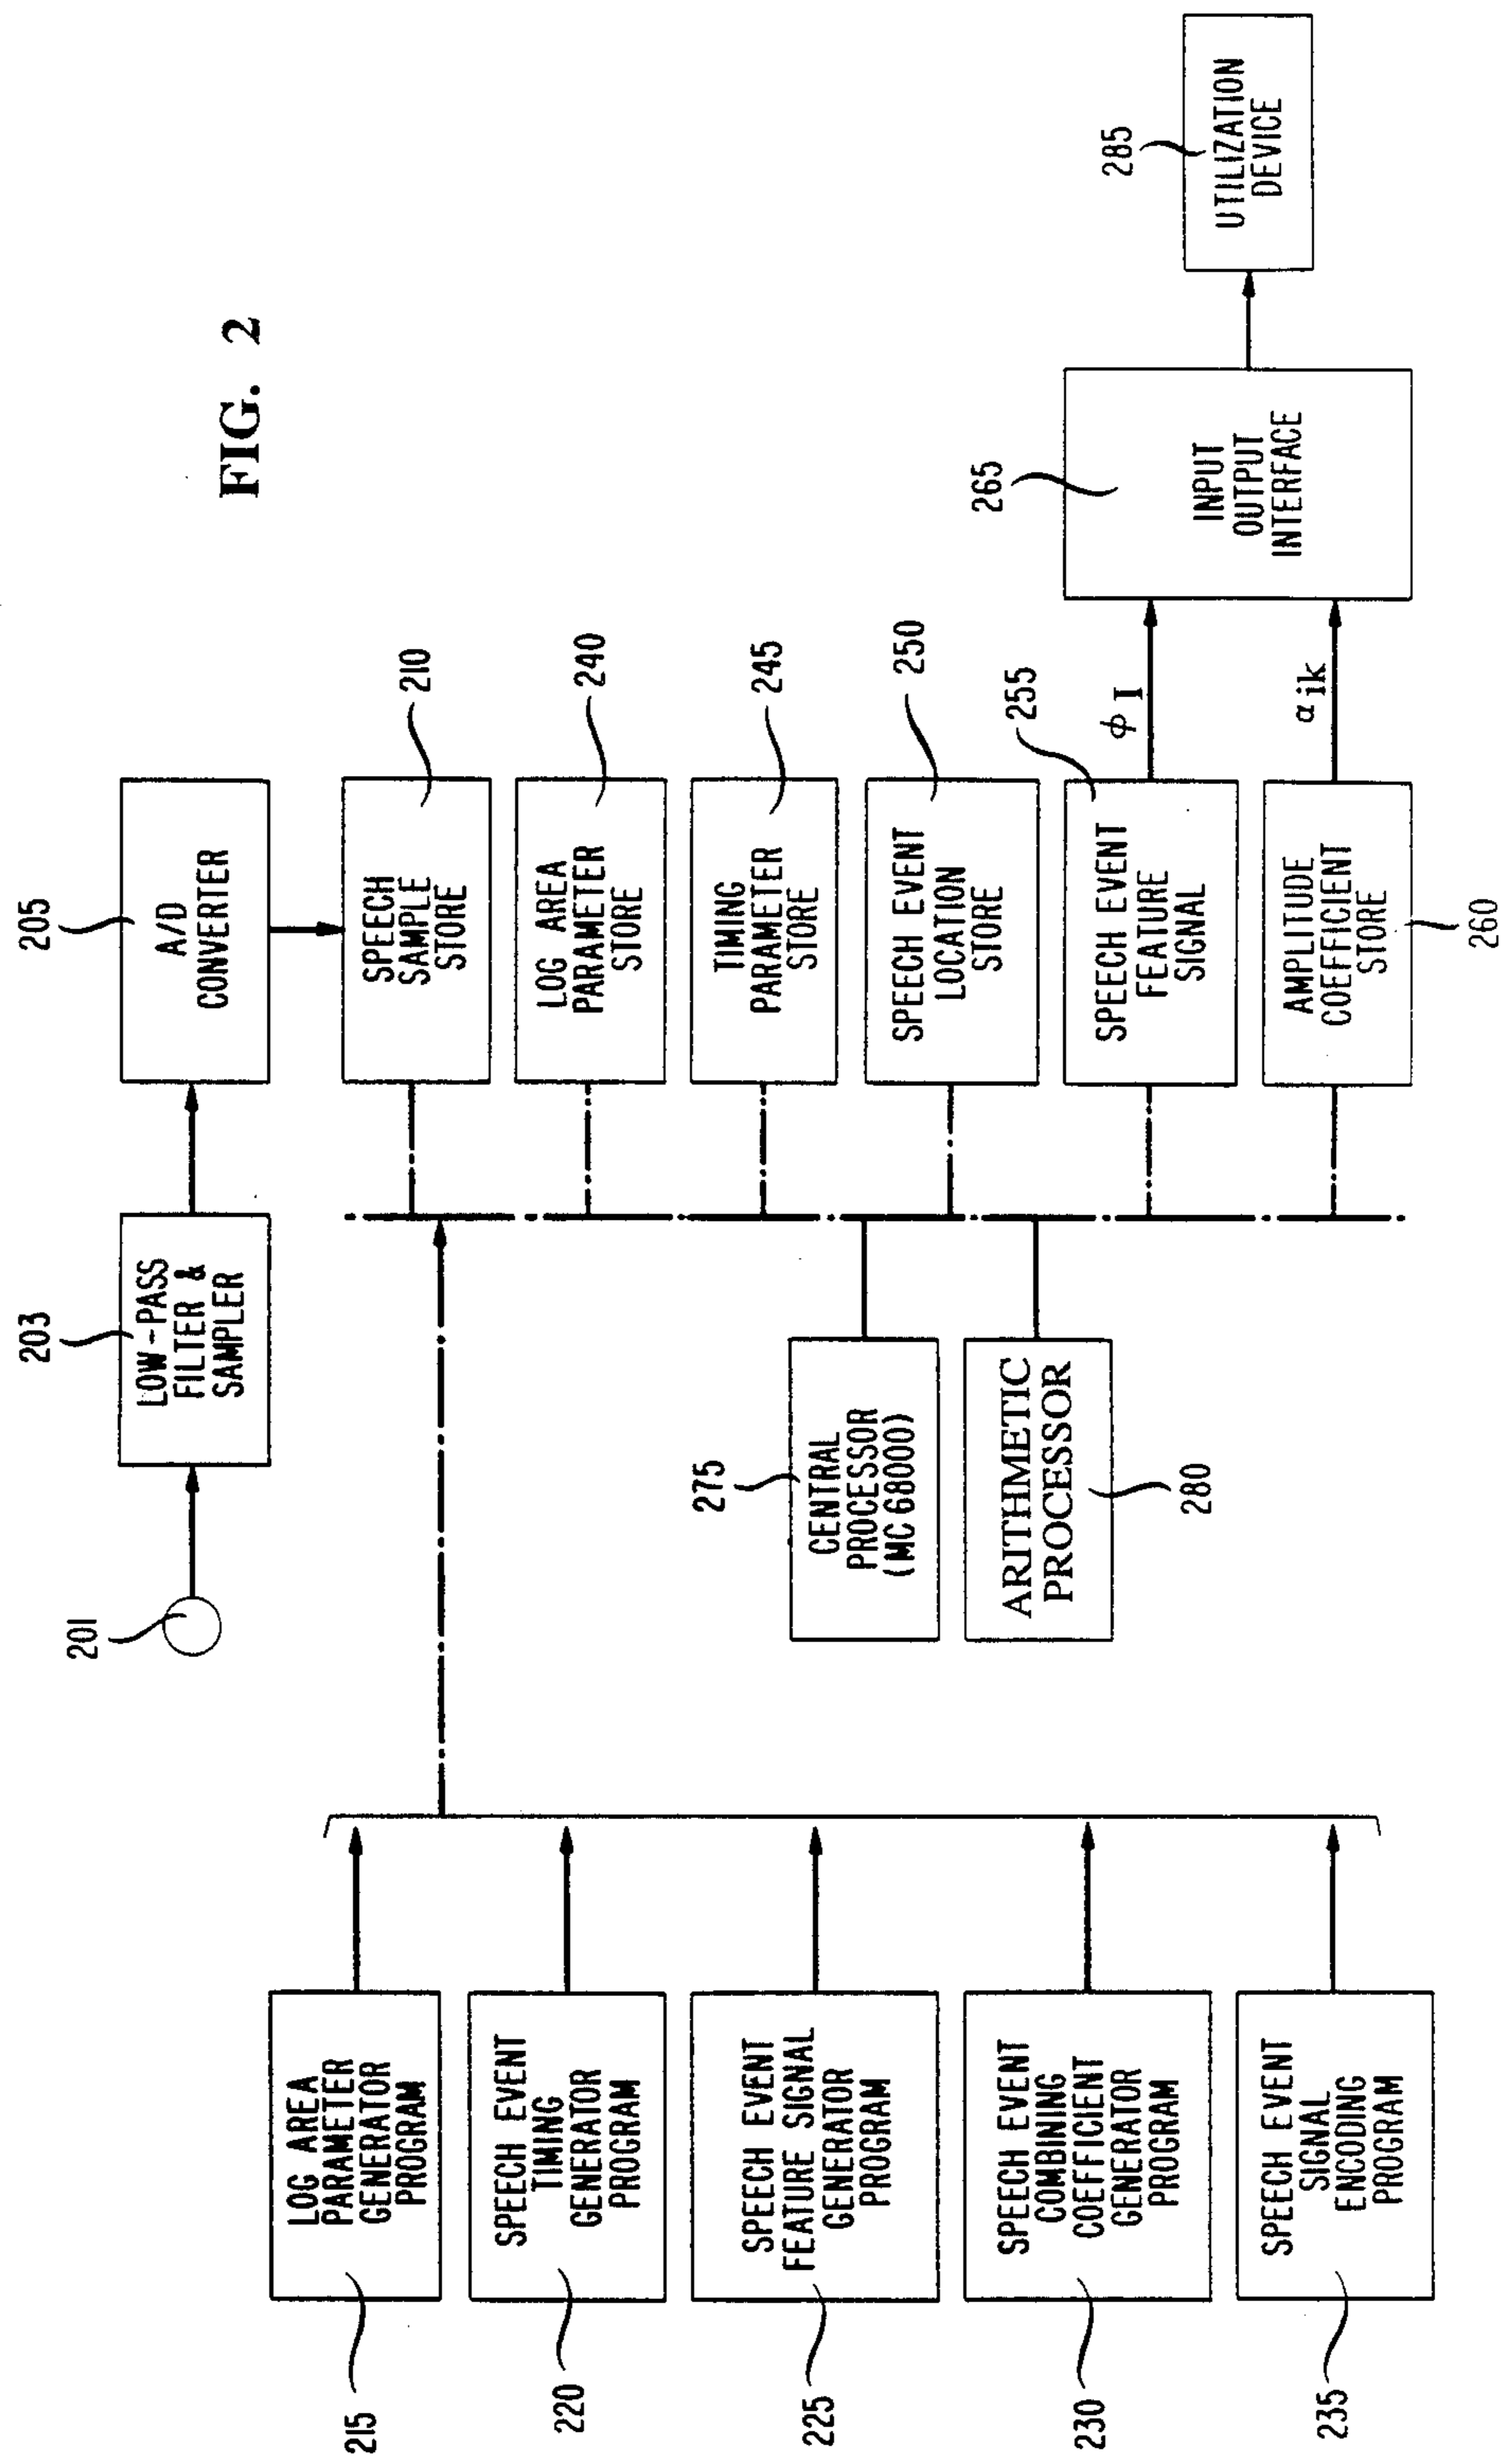 FIG. 2
201
203
LOW-PASS
FILTER &
SAMPLER
205
A/D
CONVERTER
210
SPEECH
SAMPLE
STORE
240
LOG AREA
PARAMETER
STORE
245
TIMING
PARAMETER
STORE
250
SPEECH EVENT
LOCATION
STORE
255
SPEECH EVENT
FEATURE
SIGNAL
ϕ I
260
AMPLITUDE
COEFFICIENT
STORE
α ik
265
INPUT
OUTPUT
INTERFACE
285
UTILIZATION
DEVICE
275
CENTRAL
PROCESSOR
(MC 68000)
280
ARITHMETIC
PROCESSOR
215
LOG AREA
PARAMETER
GENERATOR
PROGRAM
220
SPEECH EVENT
TIMING
GENERATOR
PROGRAM
225
SPEECH EVENT
FEATURE SIGNAL
GENERATOR
PROGRAM
230
SPEECH EVENT
COMBINING
COEFFICIENT
GENERATOR
PROGRAM
235
SPEECH EVENT
SIGNAL
ENCODING
PROGRAM